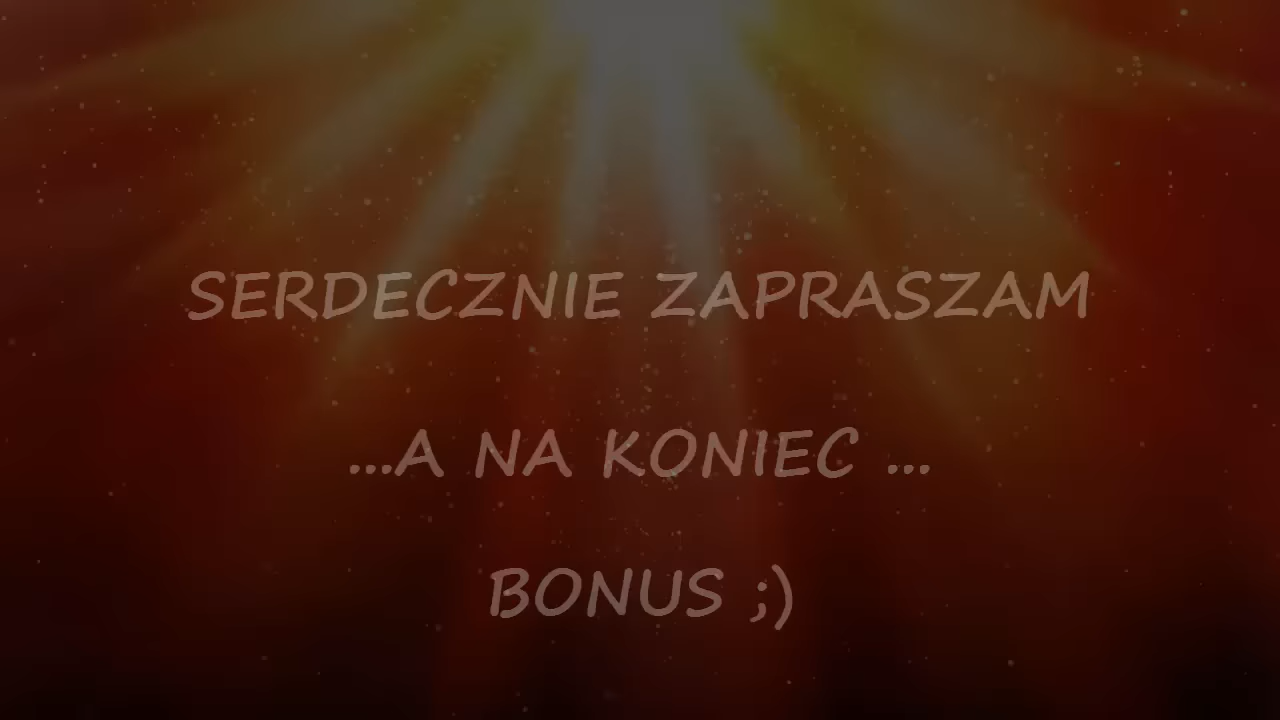 SERDECZNIE ZAPRASZAM
...A NA KONIEC ...
BONUS ;)